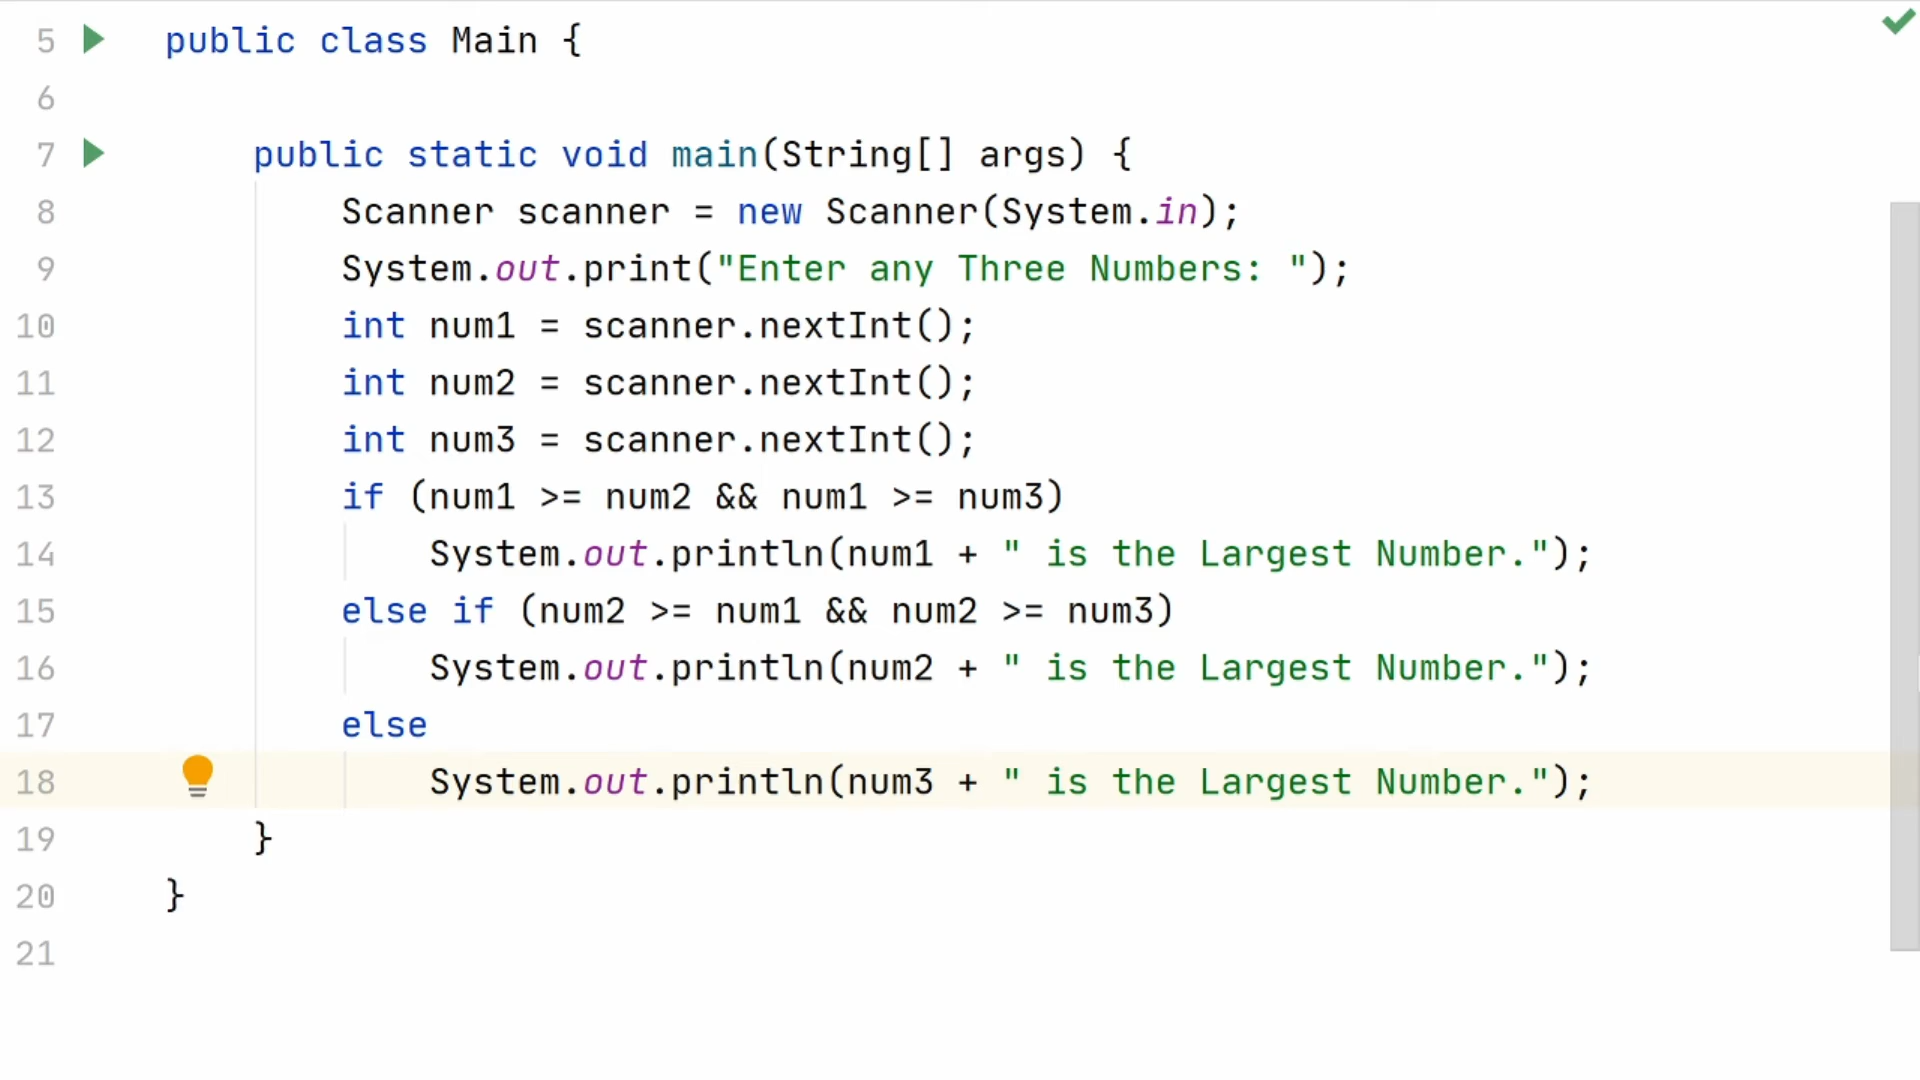 5 public class Main {
6
7 public static void main(String[] args) {
8 Scanner scanner = new Scanner(System.in);
9 System.out.print("Enter any Three Numbers: ");
10 int num1 = scanner.nextInt();
11 int num2 = scanner.nextInt();
12 int num3 = scanner.nextInt();
13 if (num1 >= num2 && num1 >= num3)
14 System.out.println(num1 + " is the Largest Number.");
15 else if (num2 >= num1 && num2 >= num3)
16 System.out.println(num2 + " is the Largest Number.");
17 else
18 System.out.println(num3 + " is the Largest Number.");
19 }
20 }
21